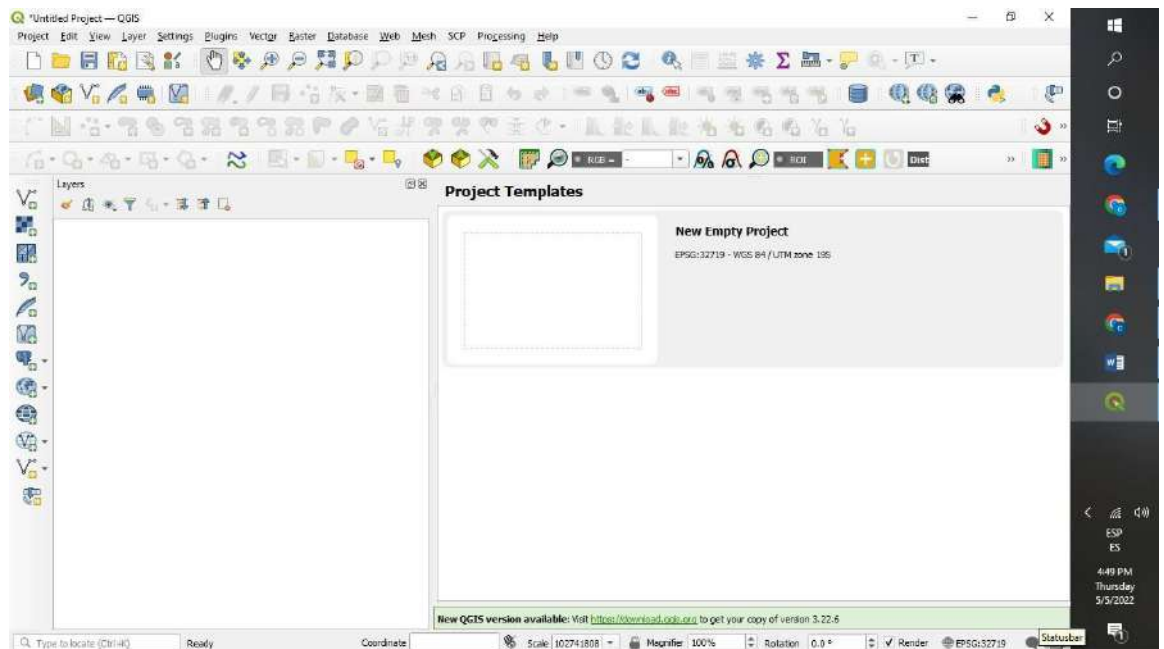 *Untitled Project — QGIS
Project Edit View Layer Settings Plugins Vector Raster Database Web Mesh SCP Processing Help
RGB = -
ROI
Dist
Layers
Project Templates
New Empty Project
EPSG:32719 - WGS 84 / UTM zone 19S
New QGIS version available: Visit https://download.qgis.org to get your copy of version 3.22.6
Type to locate (Ctrl+K) Ready Coordinate Scale 102741808 Magnifier 100% Rotation 0.0 ° Render EPSG:32719 Statusbar
ESP
ES
4:49 PM
Thursday
5/5/2022